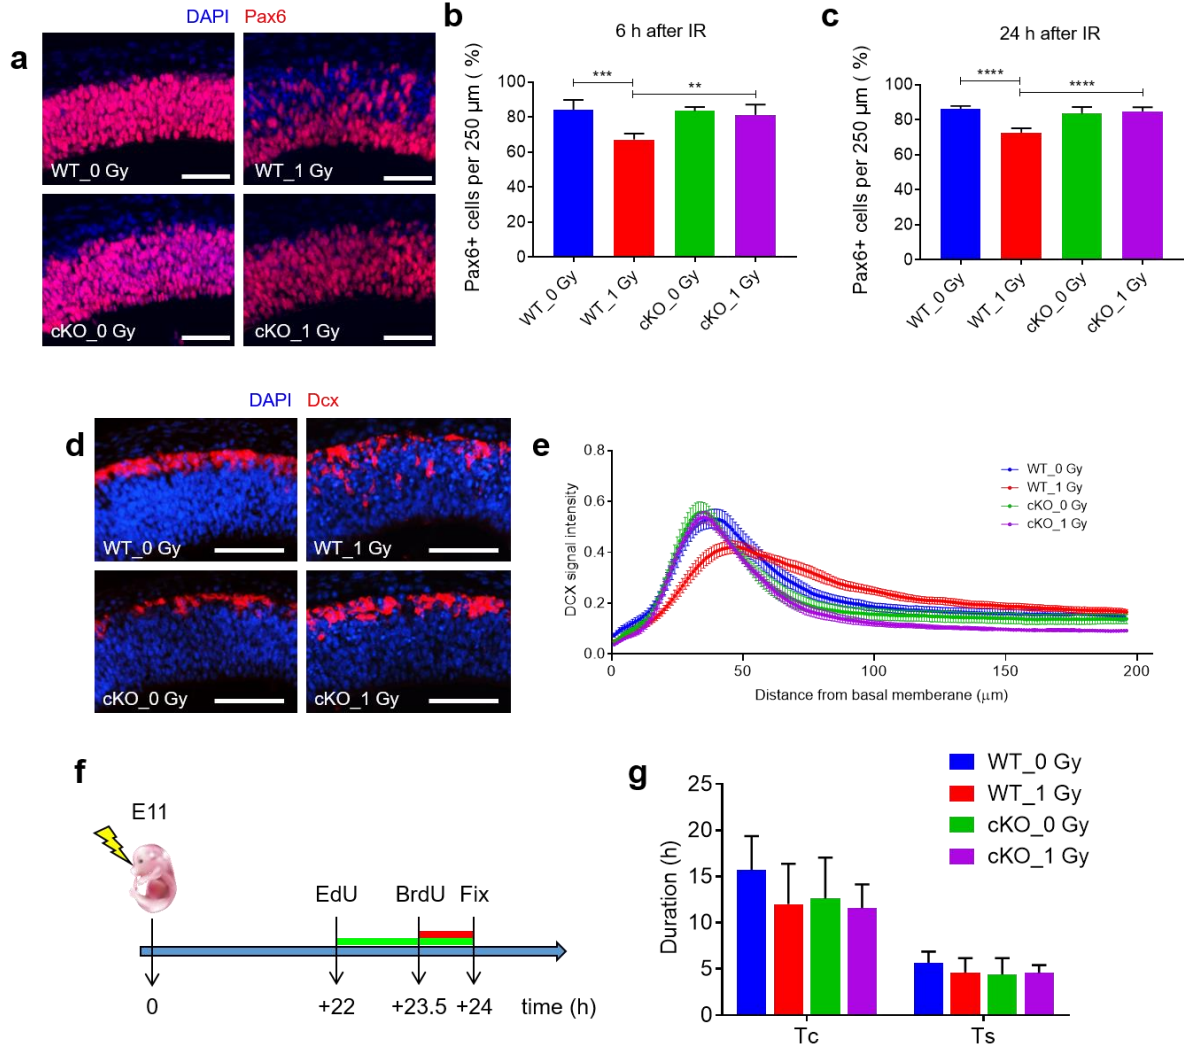 a
DAPI Pax6
WT_0 Gy
WT_1 Gy
cKO_0 Gy
cKO_1 Gy
b
6 h after IR
Pax6+ cells per 250 µm ( %)
100
80
60
40
20
0
***
**
WT_0 Gy
WT_1 Gy
cKO_0 Gy
cKO_1 Gy
c
24 h after IR
Pax6+ cells per 250 µm ( %)
100
80
60
40
20
0
****
****
WT_0 Gy
WT_1 Gy
cKO_0 Gy
cKO_1 Gy
d
DAPI Dcx
WT_0 Gy
WT_1 Gy
cKO_0 Gy
cKO_1 Gy
e
DCX signal intensity
0.8
0.6
0.4
0.2
0.0
0 50 100 150 200
Distance from basal memberane (µm)
WT_0 Gy
WT_1 Gy
cKO_0 Gy
cKO_1 Gy
f
E11
EdU BrdU Fix
0 +22 +23.5 +24 time (h)
g
Duration (h)
25
20
15
10
5
0
Tc Ts
WT_0 Gy
WT_1 Gy
cKO_0 Gy
cKO_1 Gy